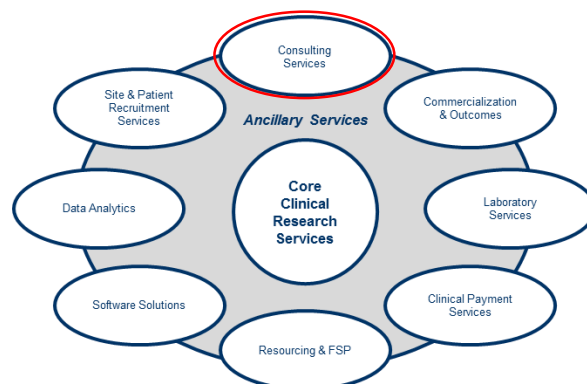 Consulting
Services
Site & Patient
Recruitment
Services
Commercialization
& Outcomes
Ancillary Services
Core
Clinical
Research
Services
Data Analytics
Laboratory
Services
Software Solutions
Clinical Payment
Services
Resourcing & FSP